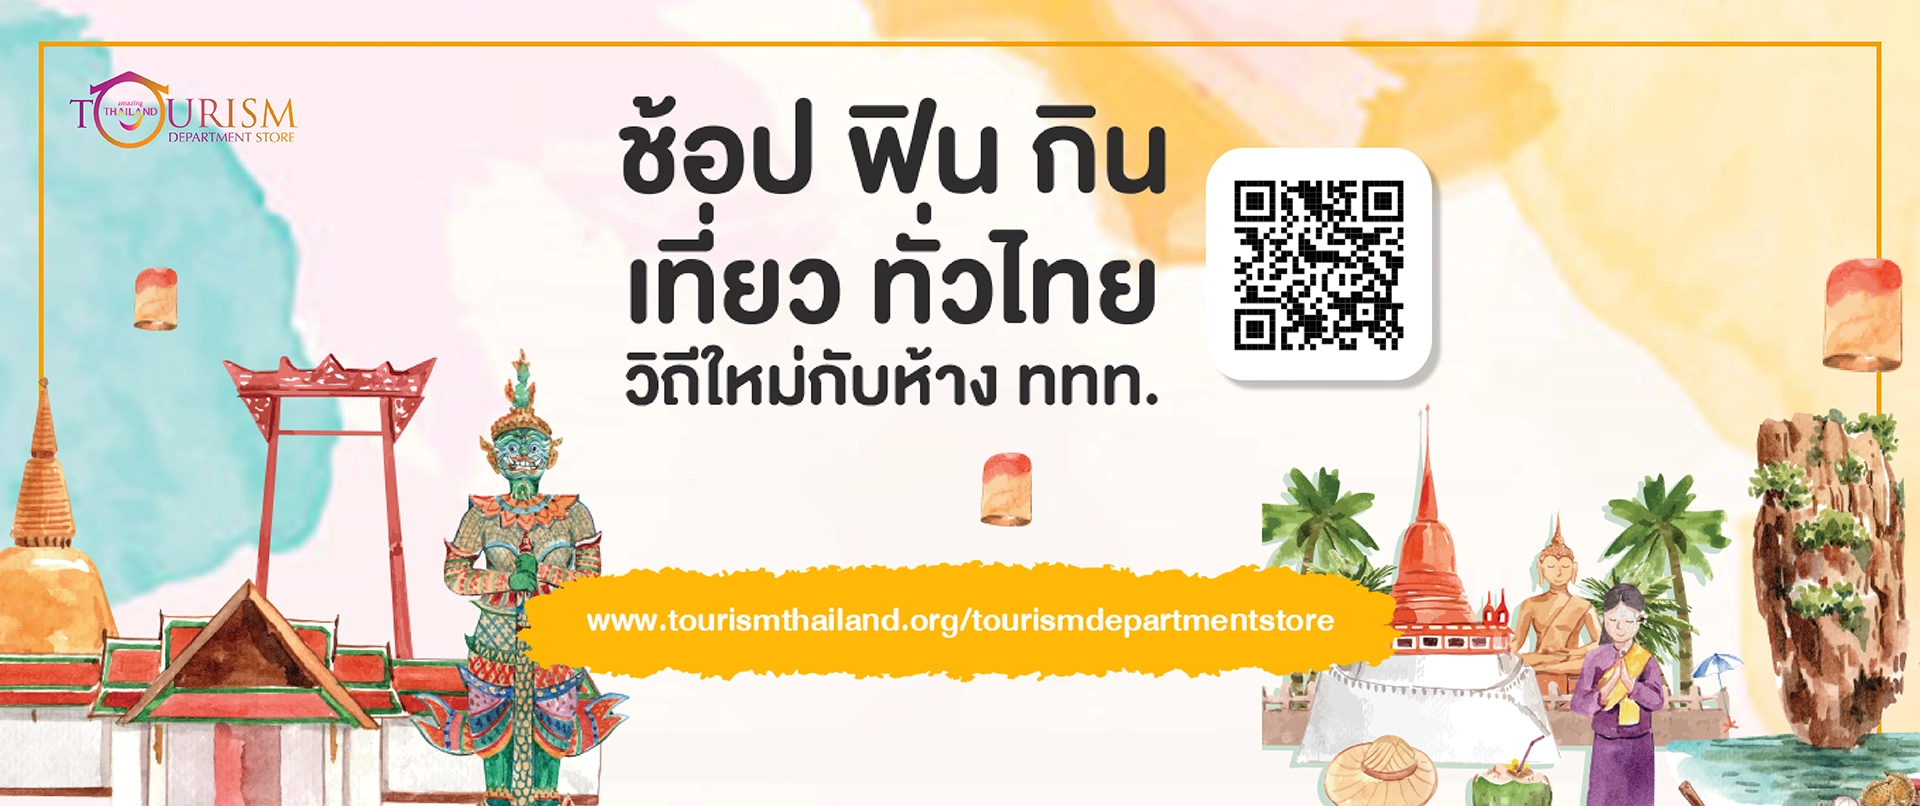 amazing
THAILAND
TOURISM
DEPARTMENT STORE
ช้อป ฟิน กิน
เที่ยว ทั่วไทย
วิถีใหม่กับห้าง ททท.
www.tourismthailand.org/tourismdepartmentstore